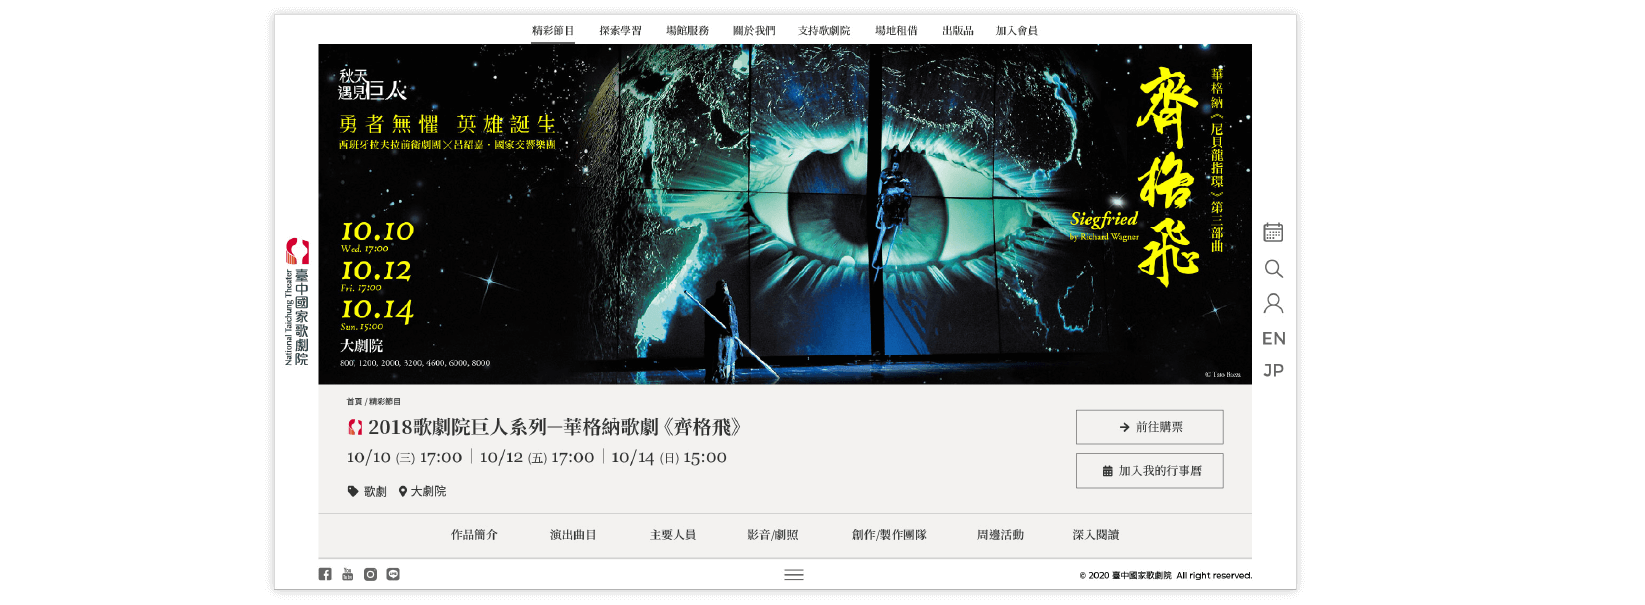 精彩節目 探索學習 場館服務 關於我們 支持歌劇院 場地租借 出版品 加入會員
秋天
遇見巨人
勇者無懼 英雄誕生
西班牙拉夫拉前衛劇團╳呂紹嘉・國家交響樂團
10.10
Wed. 17:00
10.12
Fri. 17:00
10.14
Sun. 15:00
大劇院
800, 1200, 2000, 3200, 4600, 6000, 8000
華格納《尼貝龍指環》第三部曲
齊格飛
Siegfried
by Richard Wagner
© Tato Baeza
臺中國家歌劇院
National Taichung Theater
EN
JP
首頁 / 精彩節目
2018歌劇院巨人系列—華格納歌劇《齊格飛》
10/10 (三) 17:00｜10/12 (五) 17:00｜10/14 (日) 15:00
歌劇 大劇院
前往購票
加入我的行事曆
作品簡介 演出曲目 主要人員 影音/劇照 創作/製作團隊 周邊活動 深入閱讀
© 2020 臺中國家歌劇院 All right reserved.